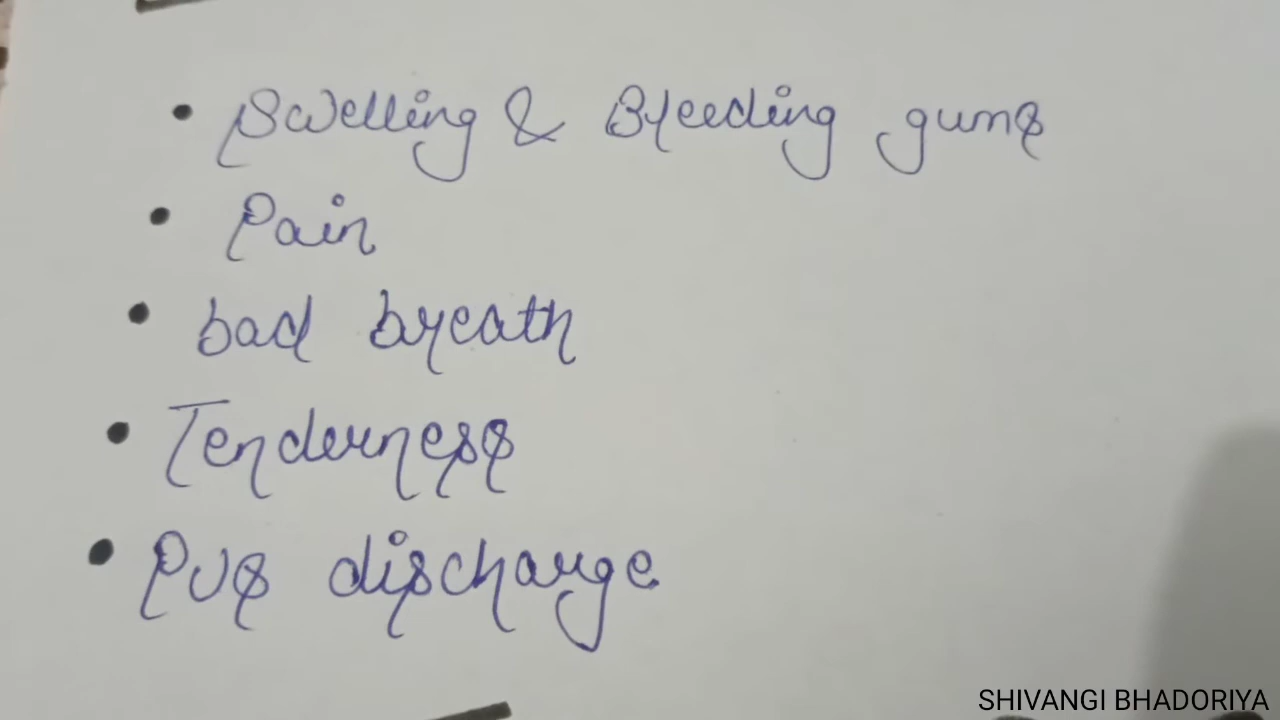 • Swelling & Bleeding gums
• Pain
• bad breath
• Tenderness
• Pus discharge
SHIVANGI BHADORIYA